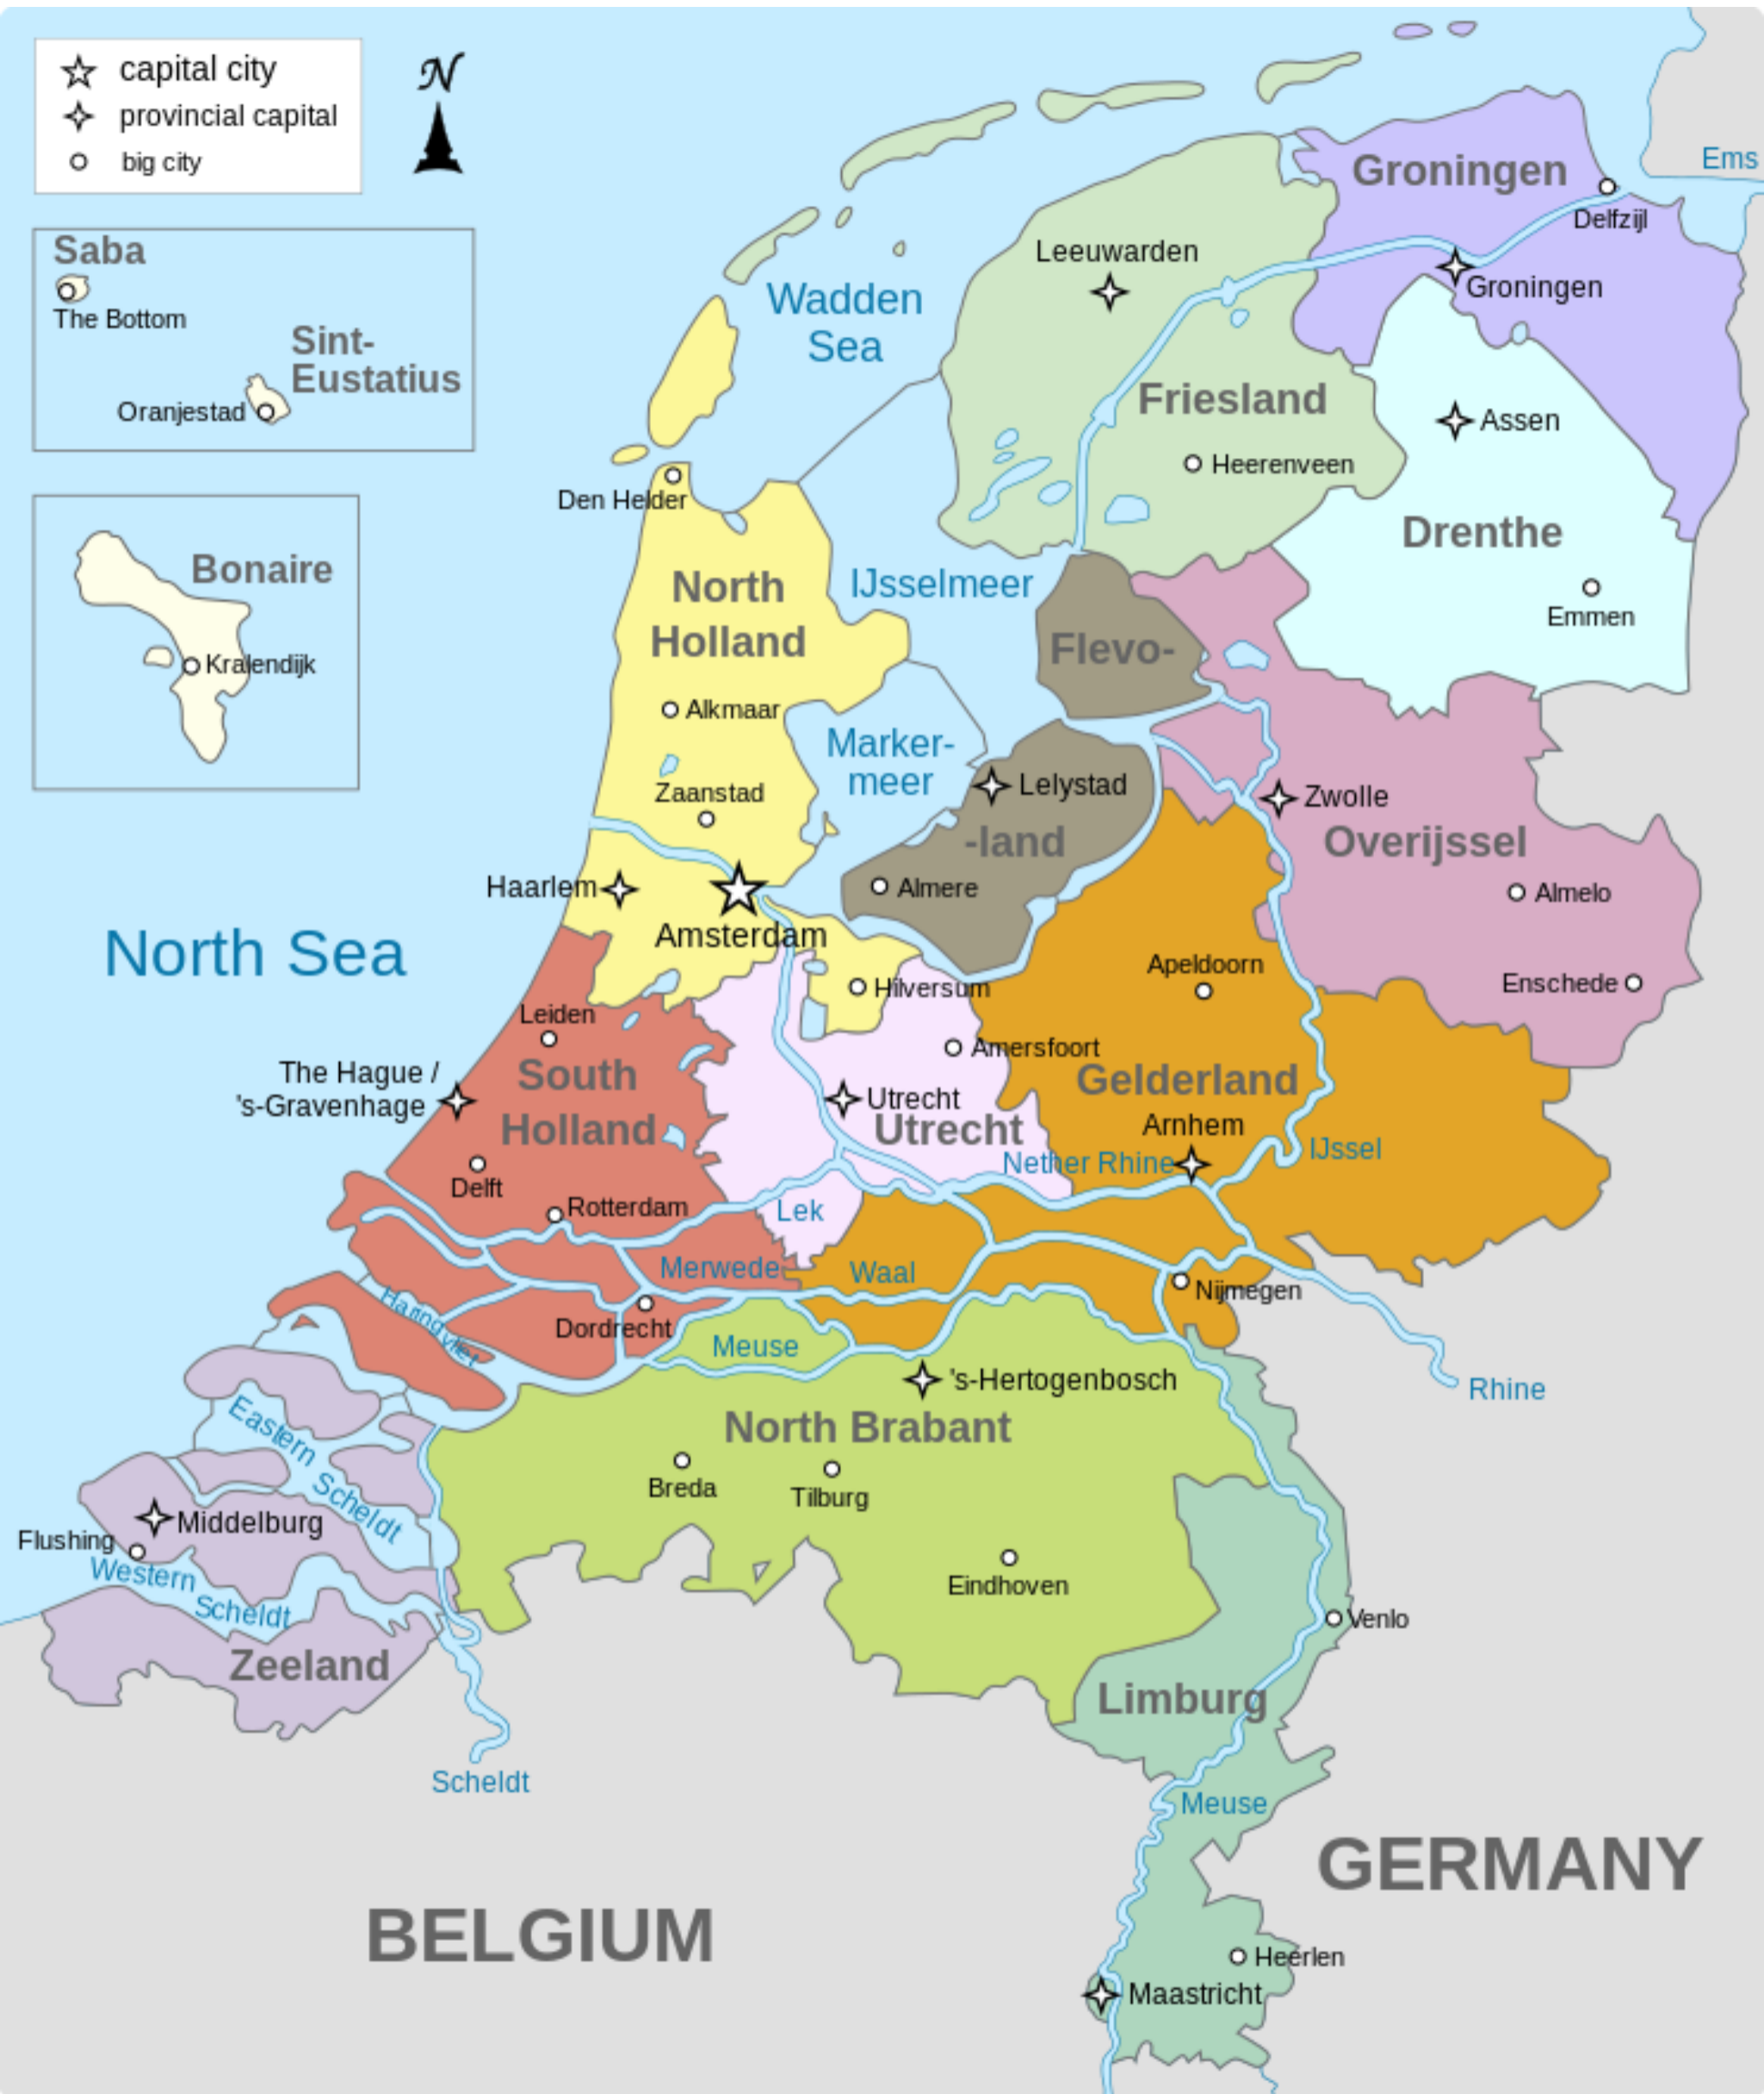 capital city
provincial capital
big city
N
Saba
The Bottom
Sint-
Eustatius
Oranjestad
Bonaire
Kralendijk
Ems
Groningen
Delfzijl
Leeuwarden
Groningen
Wadden
Sea
Friesland
Assen
Heerenveen
Den Helder
Drenthe
North
Holland
IJsselmeer
Emmen
Flevo-
Alkmaar
Marker-
meer
Zaanstad
Lelystad
Zwolle
-land
Overijssel
Haarlem
Almere
Almelo
Amsterdam
North Sea
Apeldoorn
Hilversum
Enschede
Leiden
Amersfoort
The Hague /
's-Gravenhage
South
Holland
Gelderland
Utrecht
Utrecht
Arnhem
Nether Rhine
IJssel
Delft
Rotterdam
Lek
Merwede
Waal
Nijmegen
Haringvliet
Dordrecht
Meuse
's-Hertogenbosch
Rhine
North Brabant
Eastern
Scheldt
Breda
Tilburg
Middelburg
Flushing
Western
Scheldt
Eindhoven
Venlo
Zeeland
Limburg
Scheldt
Meuse
GERMANY
BELGIUM
Heerlen
Maastricht